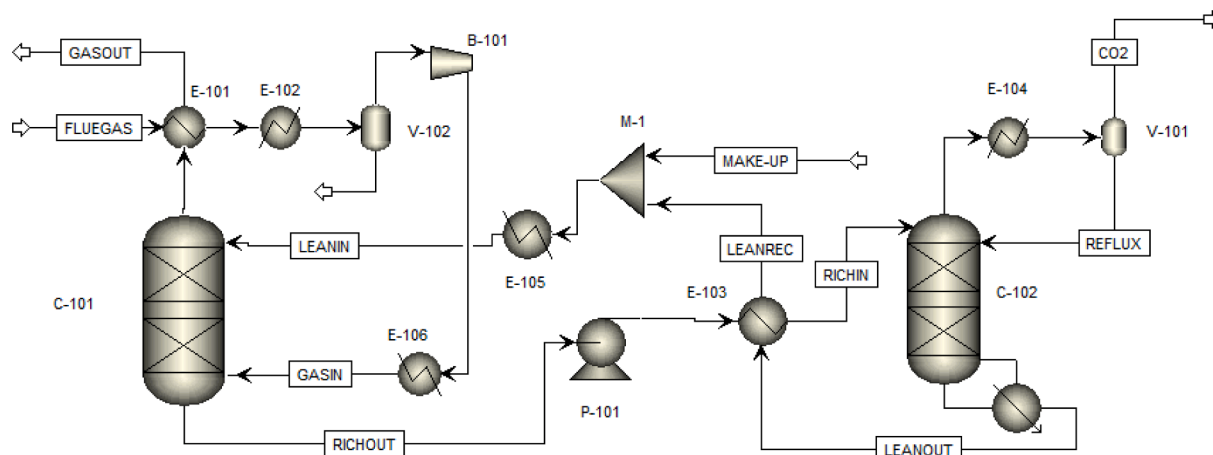 GASOUT
B-101
CO2
E-101
E-102
E-104
FLUEGAS
V-102
M-1
V-101
MAKE-UP
LEANIN
LEANREC
REFLUX
RICHIN
E-105
C-101
E-103
C-102
E-106
GASIN
P-101
RICHOUT
LEANOUT